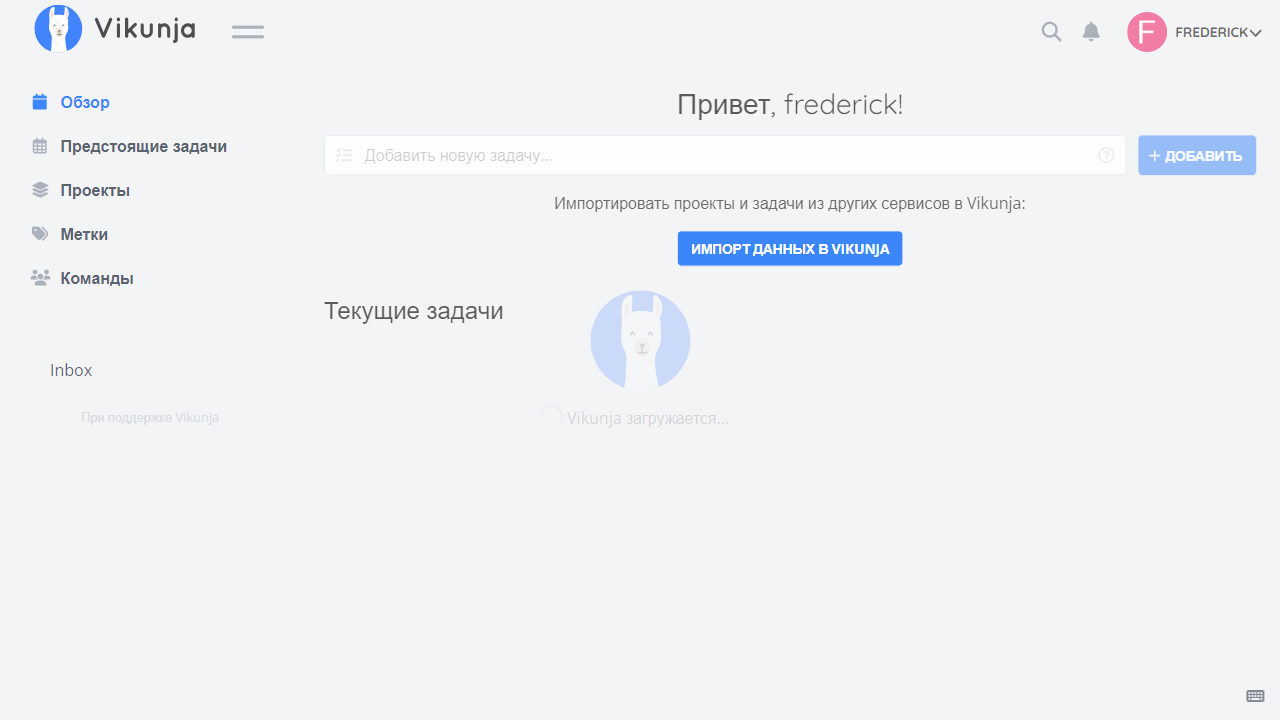 Vikunja
F FREDERICK
Обзор
Предстоящие задачи
Проекты
Метки
Команды
Inbox
При поддержке Vikunja
Привет, frederick!
Добавить новую задачу...
ДОБАВИТЬ
Импортировать проекты и задачи из других сервисов в Vikunja:
ИМПОРТ ДАННЫХ В VIKUNJA
Текущие задачи
Vikunja загружается...